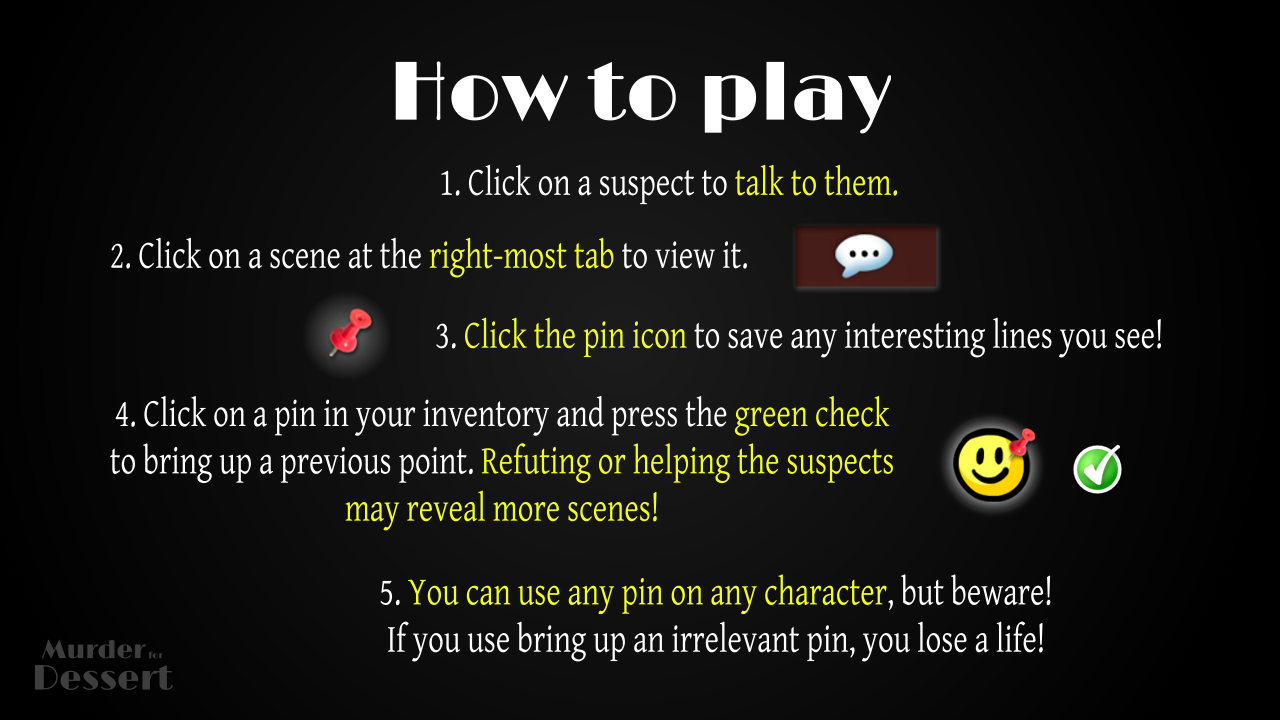 How to play
1. Click on a suspect to talk to them.
2. Click on a scene at the right-most tab to view it.
3. Click the pin icon to save any interesting lines you see!
4. Click on a pin in your inventory and press the green check
to bring up a previous point. Refuting or helping the suspects
may reveal more scenes!
5. You can use any pin on any character, but beware!
If you use bring up an irrelevant pin, you lose a life!
Murder for
Dessert